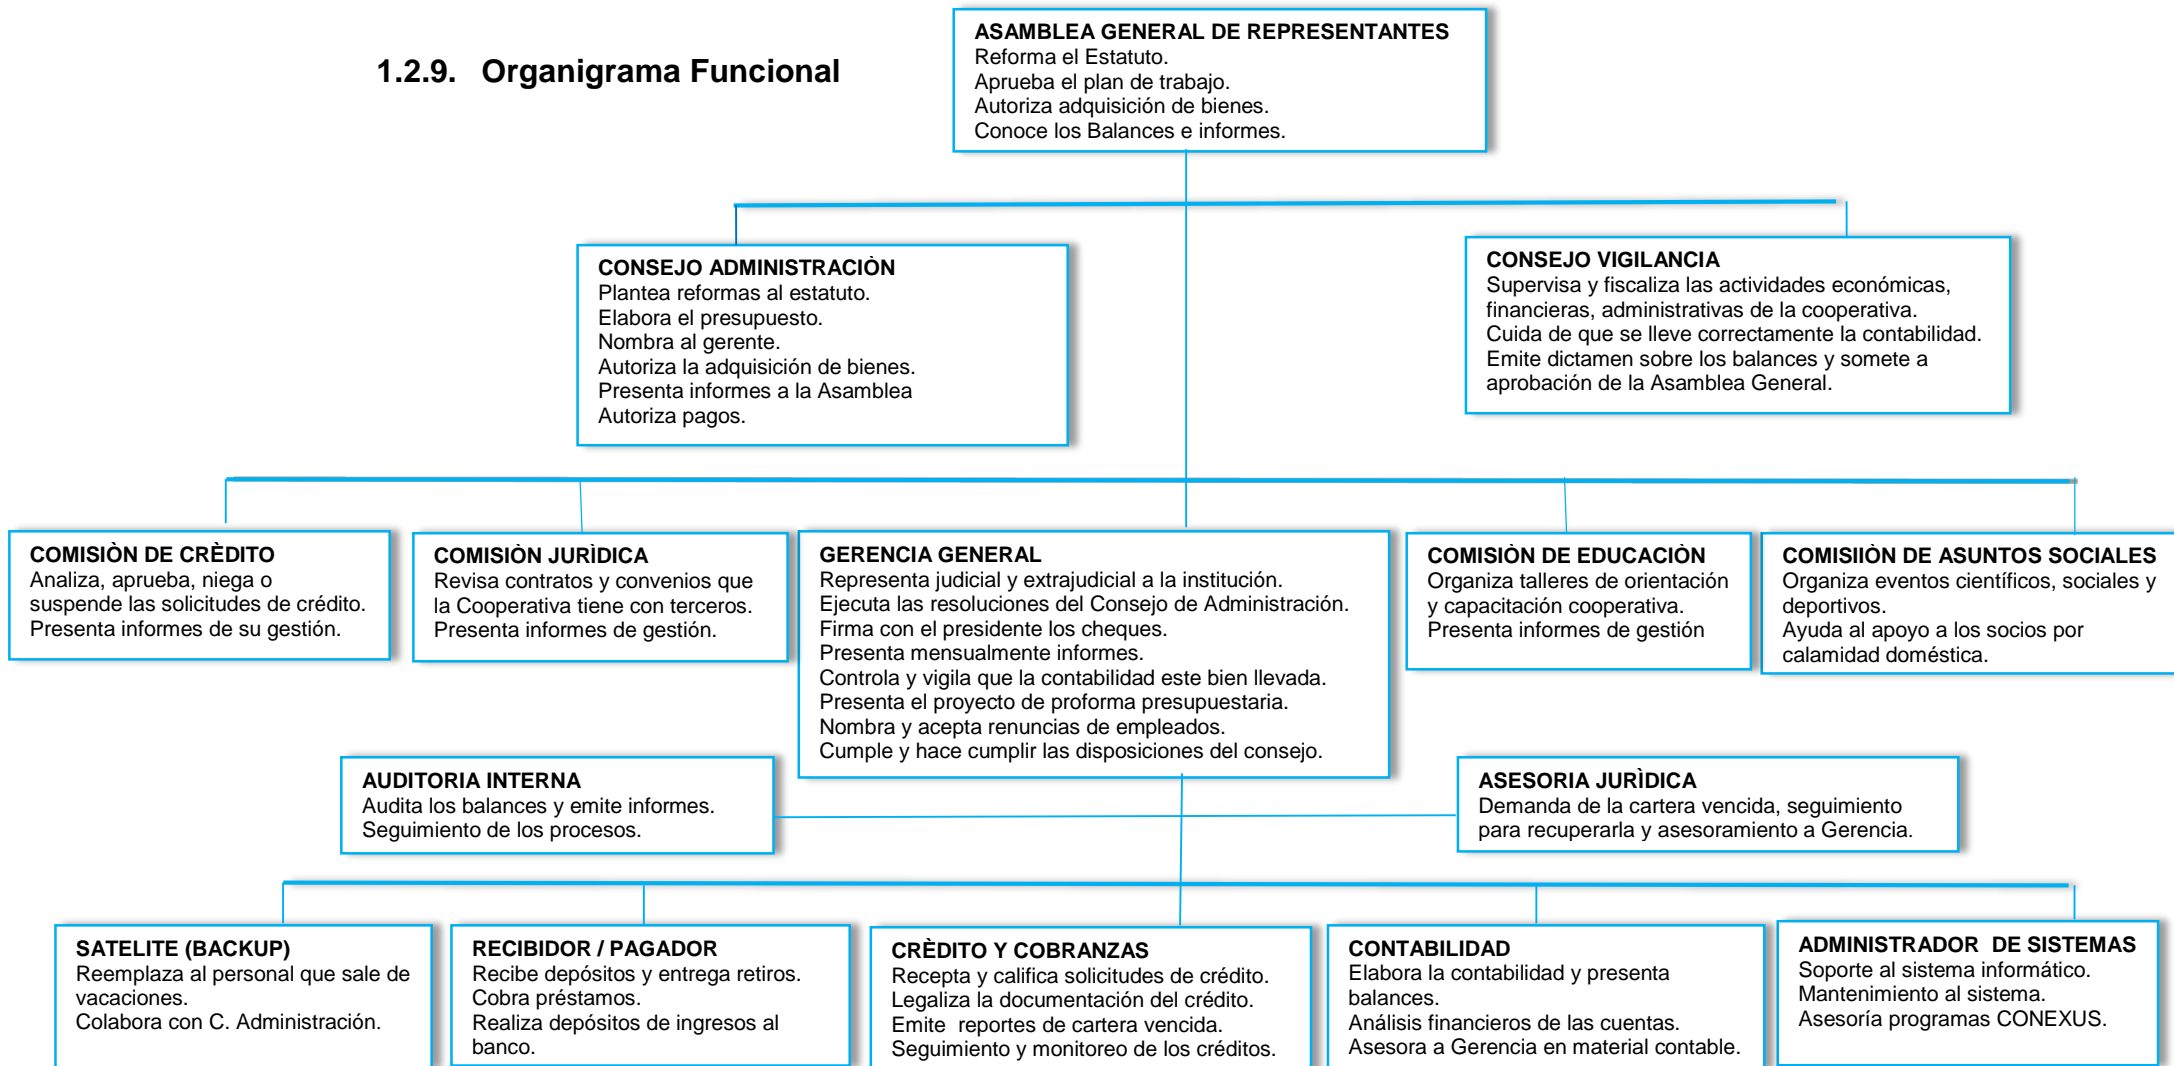 1.2.9. Organigrama Funcional
ASAMBLEA GENERAL DE REPRESENTANTES
Reforma el Estatuto.
Aprueba el plan de trabajo.
Autoriza adquisición de bienes.
Conoce los Balances e informes.
CONSEJO ADMINISTRACIÒN
Plantea reformas al estatuto.
Elabora el presupuesto.
Nombra al gerente.
Autoriza la adquisición de bienes.
Presenta informes a la Asamblea
Autoriza pagos.
CONSEJO VIGILANCIA
Supervisa y fiscaliza las actividades económicas,
financieras, administrativas de la cooperativa.
Cuida de que se lleve correctamente la contabilidad.
Emite dictamen sobre los balances y somete a
aprobación de la Asamblea General.
COMISIÒN DE CRÈDITO
Analiza, aprueba, niega o
suspende las solicitudes de crédito.
Presenta informes de su gestión.
COMISIÒN JURÌDICA
Revisa contratos y convenios que
la Cooperativa tiene con terceros.
Presenta informes de gestión.
GERENCIA GENERAL
Representa judicial y extrajudicial a la institución.
Ejecuta las resoluciones del Consejo de Administración.
Firma con el presidente los cheques.
Presenta mensualmente informes.
Controla y vigila que la contabilidad este bien llevada.
Presenta el proyecto de proforma presupuestaria.
Nombra y acepta renuncias de empleados.
Cumple y hace cumplir las disposiciones del consejo.
COMISIÒN DE EDUCACIÒN
Organiza talleres de orientación
y capacitación cooperativa.
Presenta informes de gestión
COMISIIÒN DE ASUNTOS SOCIALES
Organiza eventos científicos, sociales y
deportivos.
Ayuda al apoyo a los socios por
calamidad doméstica.
AUDITORIA INTERNA
Audita los balances y emite informes.
Seguimiento de los procesos.
ASESORIA JURÌDICA
Demanda de la cartera vencida, seguimiento
para recuperarla y asesoramiento a Gerencia.
SATELITE (BACKUP)
Reemplaza al personal que sale de
vacaciones.
Colabora con C. Administración.
RECIBIDOR / PAGADOR
Recibe depósitos y entrega retiros.
Cobra préstamos.
Realiza depósitos de ingresos al
banco.
CRÈDITO Y COBRANZAS
Recepta y califica solicitudes de crédito.
Legaliza la documentación del crédito.
Emite  reportes de cartera vencida.
Seguimiento y monitoreo de los créditos.
CONTABILIDAD
Elabora la contabilidad y presenta
balances.
Análisis financieros de las cuentas.
Asesora a Gerencia en material contable.
ADMINISTRADOR  DE SISTEMAS
Soporte al sistema informático.
Mantenimiento al sistema.
Asesoría programas CONEXUS.